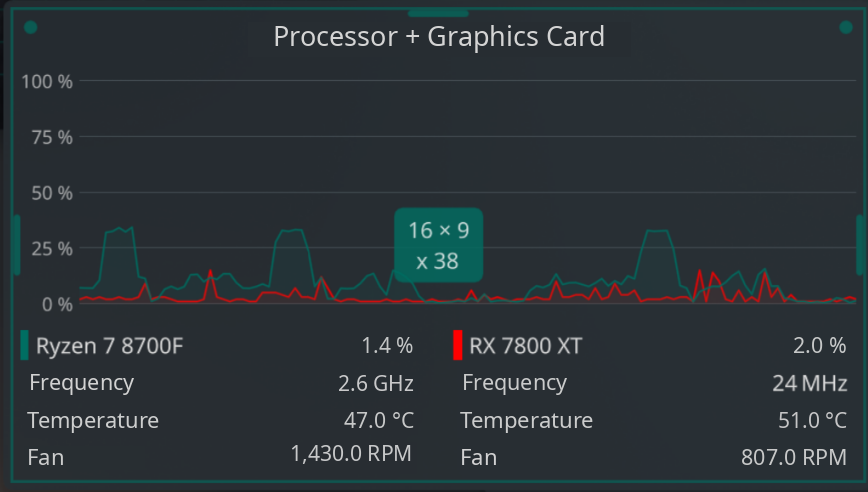 Processor + Graphics Card
100 %
75 %
50 %
25 %
0 %
16 × 9
x 38
Ryzen 7 8700F 1.4 % RX 7800 XT 2.0 %
Frequency 2.6 GHz Frequency 24 MHz
Temperature 47.0 °C Temperature 51.0 °C
Fan 1,430.0 RPM Fan 807.0 RPM